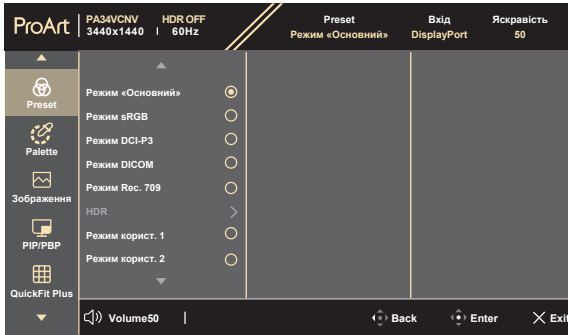 ProArt
PA34VCNV HDR OFF
3440x1440 | 60Hz
Preset
Режим «Основний»
Вхід
DisplayPort
Яскравість
50
Preset
Palette
Зображення
PIP/PBP
QuickFit Plus
Режим «Основний»
Режим sRGB
Режим DCI-P3
Режим DICOM
Режим Rec. 709
HDR
Режим корист. 1
Режим корист. 2
Volume50 |
Back
Enter
Exit